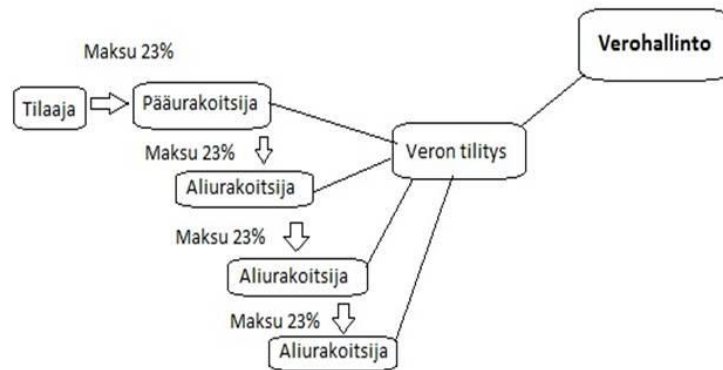 Maksu 23%
Verohallinto
Tilaaja
Pääurakoitsija
Maksu 23%
Veron tilitys
Aliurakoitsija
Maksu 23%
Aliurakoitsija
Maksu 23%
Aliurakoitsija